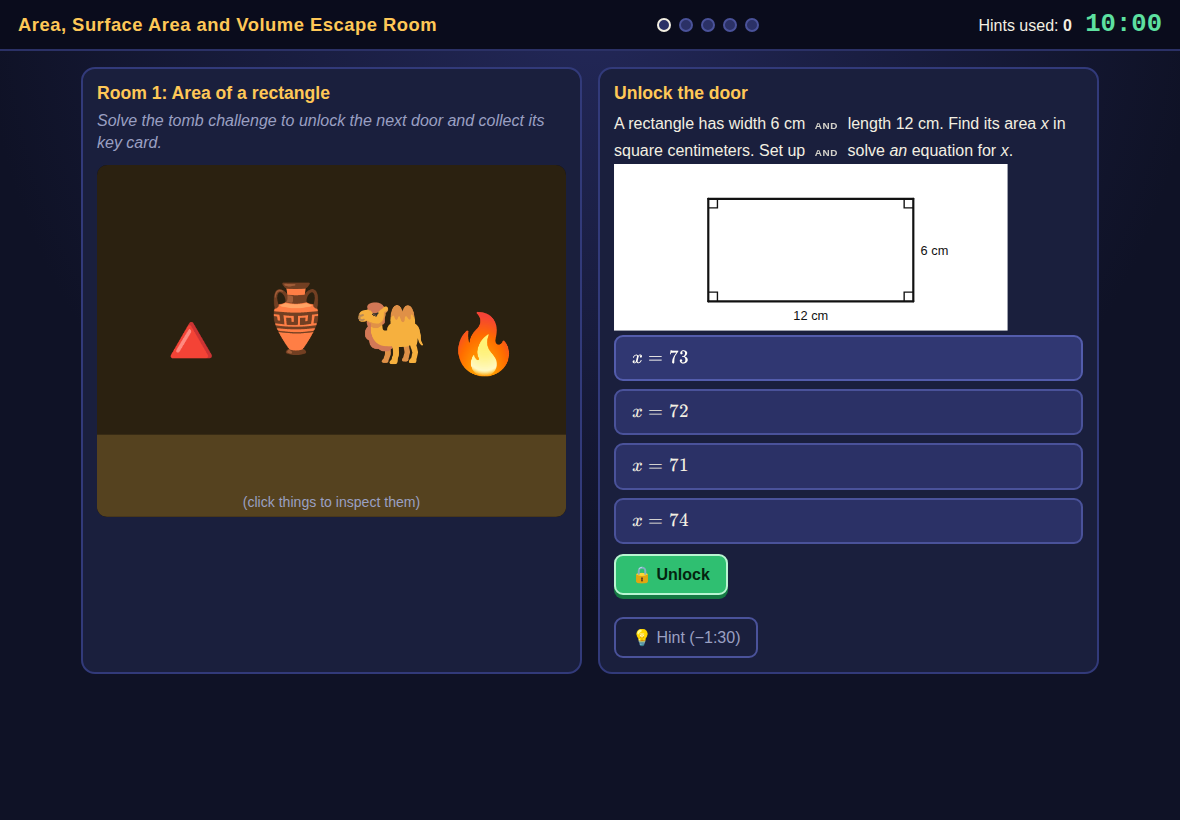 Area, Surface Area and Volume Escape Room
Hints used: 0 10:00
Room 1: Area of a rectangle
Solve the tomb challenge to unlock the next door and collect its
key card.
(click things to inspect them)
Unlock the door
A rectangle has width 6 cm AND length 12 cm. Find its area x in
square centimeters. Set up AND solve an equation for x.
6 cm
12 cm
x = 73
x = 72
x = 71
x = 74
🔒 Unlock
💡 Hint (−1:30)